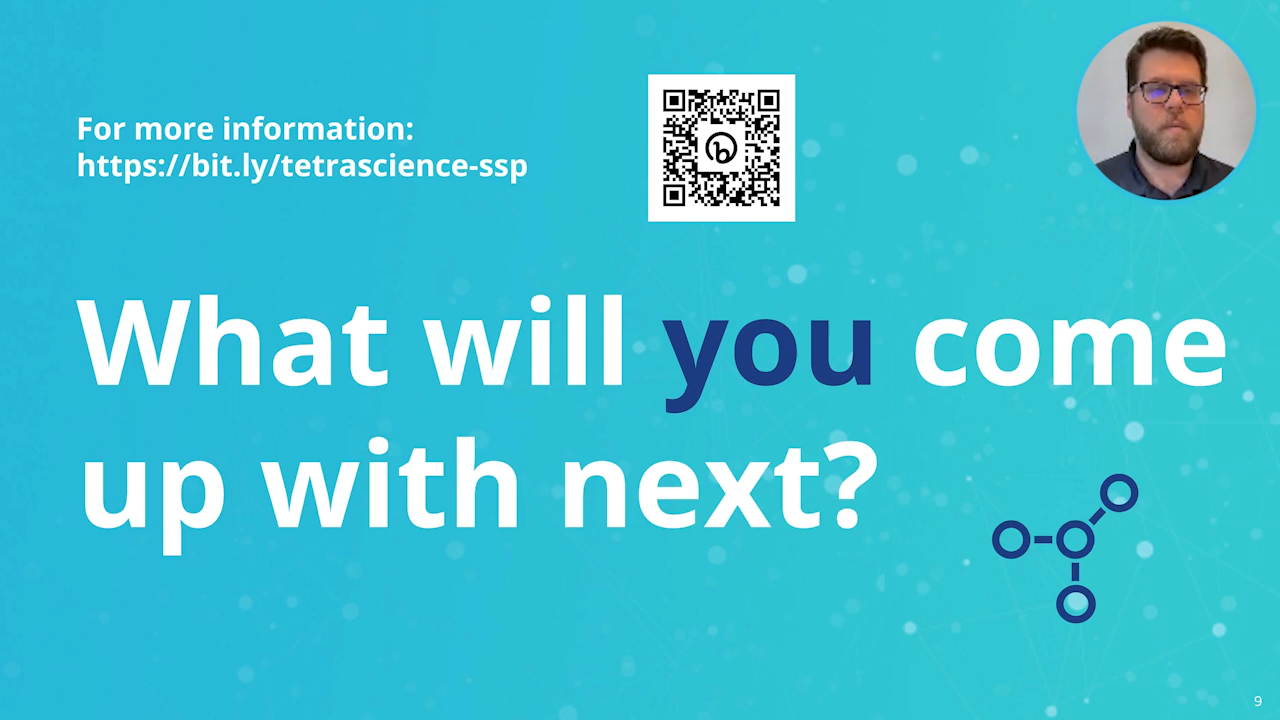 For more information:
https://bit.ly/tetrascience-ssp
What will you come
up with next?
9